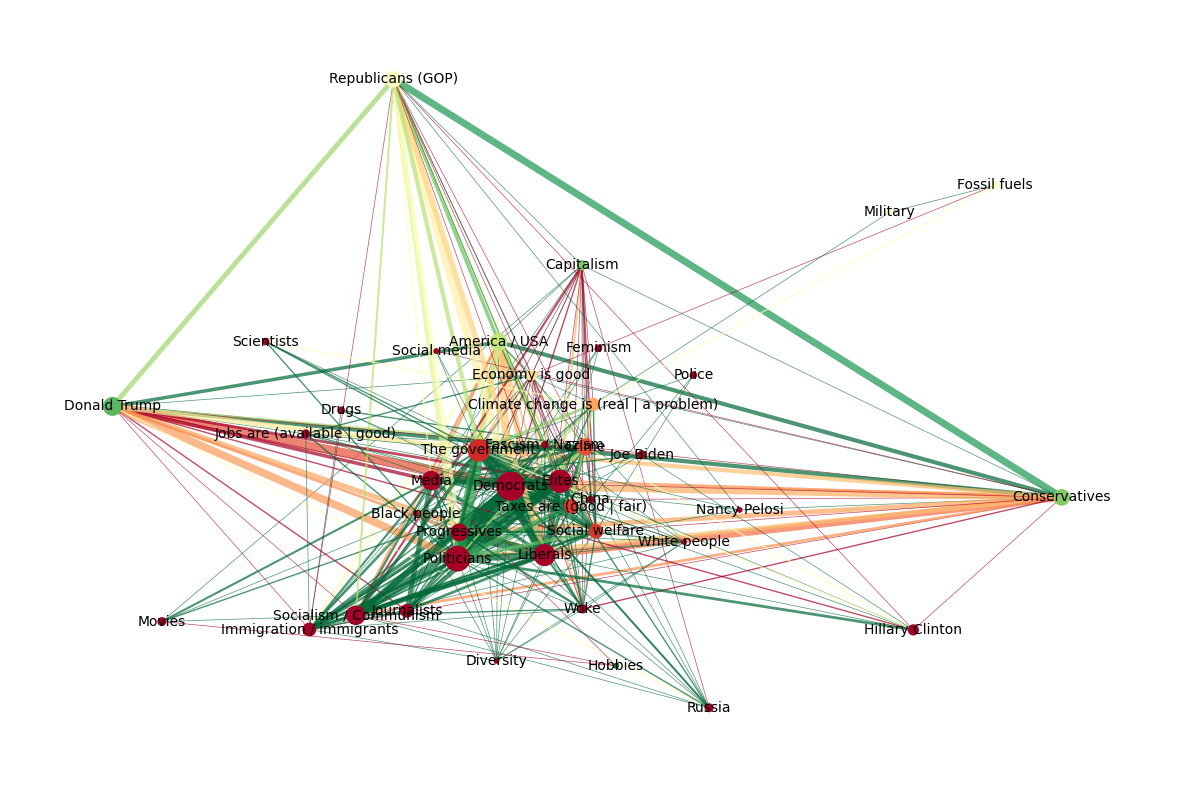 Republicans (GOP)
Fossil fuels
Military
Capitalism
Scientists
America / USA
Social media
Feminism
Economy is good
Police
Donald Trump
Climate change is (real | a problem)
Drugs
Jobs are (available | good)
Fascism / Nazism
Crime
The government
Joe Biden
Media
Elites
Democrats
Conservatives
China
Taxes are (good | fair)
Nancy Pelosi
Black people
Progressives
Social welfare
White people
Liberals
Politicians
Woke
Journalists
Socialism / Communism
Movies
Immigration / Immigrants
Hillary Clinton
Diversity
Hobbies
Russia